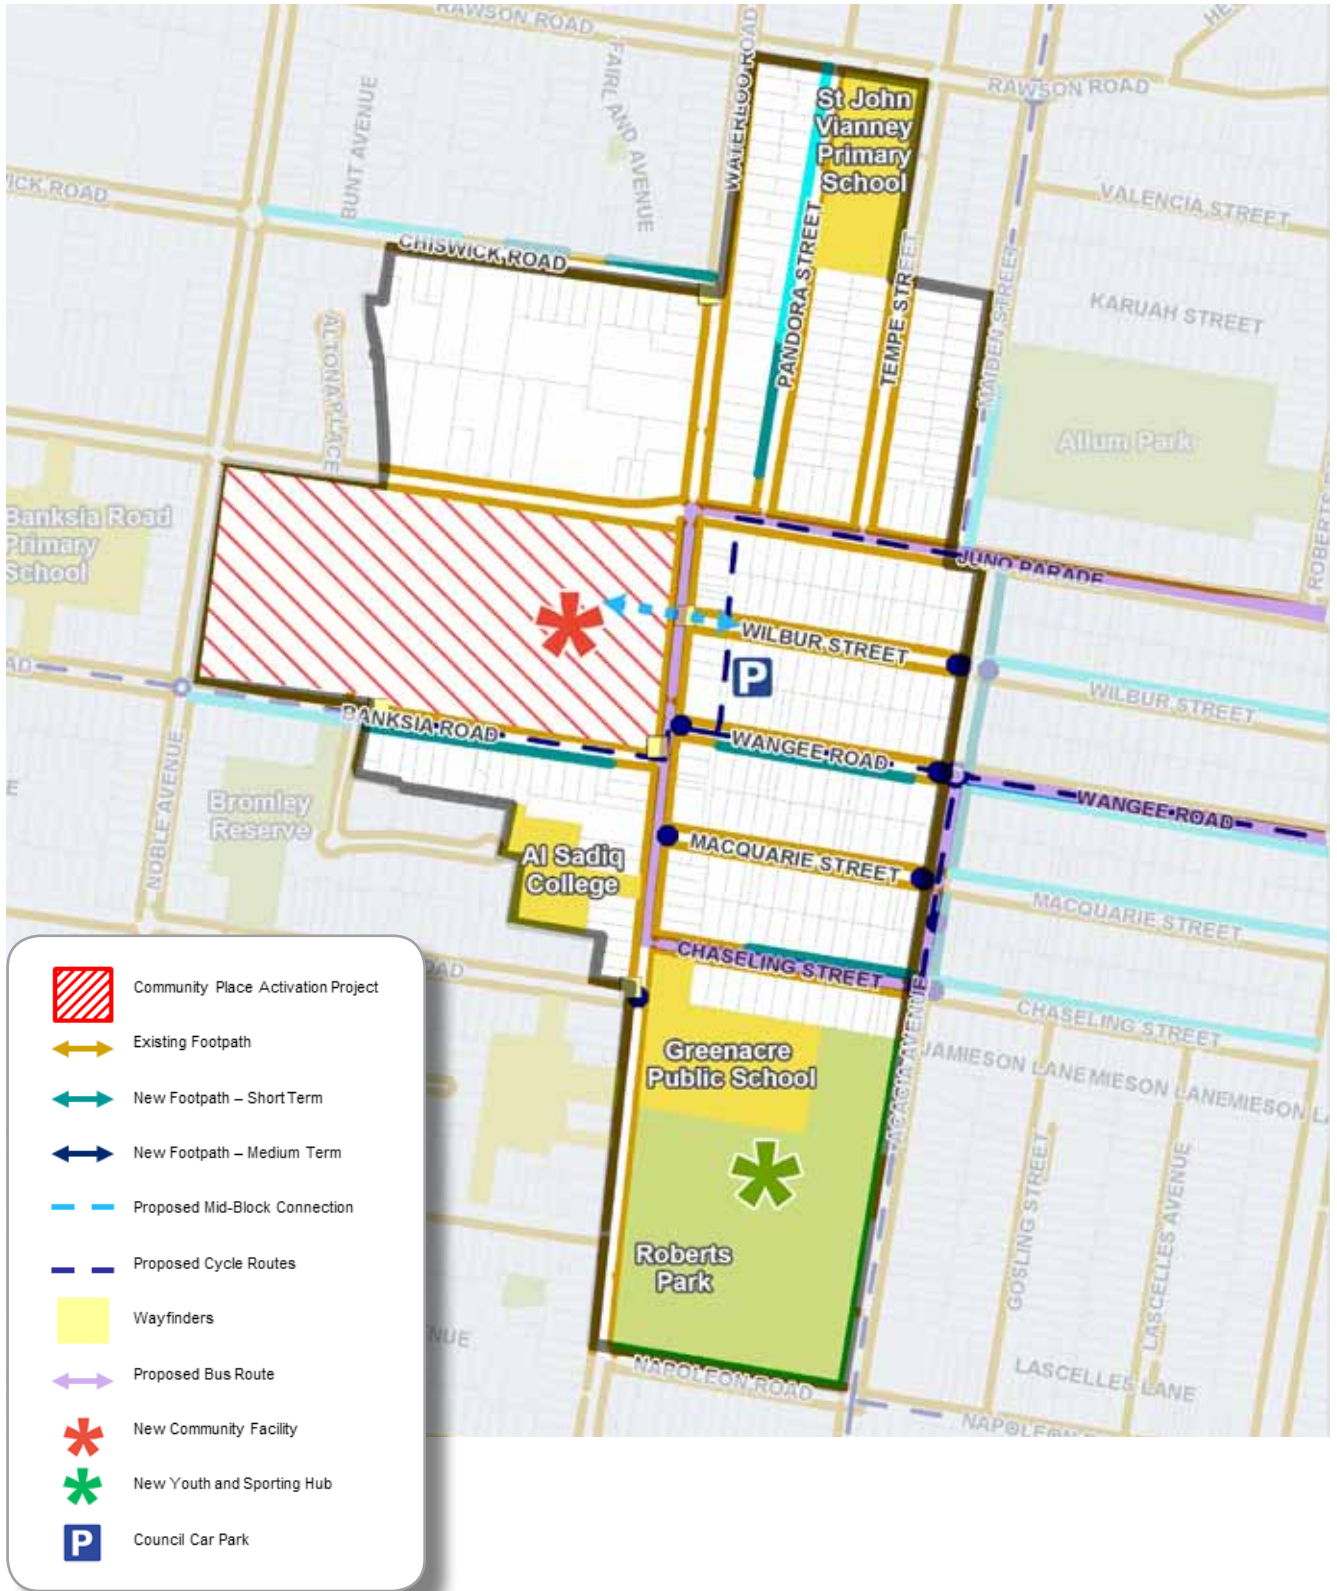 RAWSON ROAD
WATERLOO ROAD
FAIRLAND AVENUE
BUNT AVENUE
RAWSON ROAD
St John
Vianney
Primary
School
VALENCIA STREET
CHISWICK ROAD
PANDORA STREET
TEMPE STREET
MAIDEN STREET
KARUAH STREET
ALTONA PLACE
Allum Park
Banksia Road
Primary
School
JUNO PARADE
WILBUR STREET
P
WILBUR STREET
BANKSIA ROAD
WANGEE ROAD
NOBLE AVENUE
Bromley
Reserve
WANGEE ROAD
Al Sadiq
College
MACQUARIE STREET
MACQUARIE STREET
CHASELING STREET
CHASELING STREET
Greenacre
Public School
ACACIA AVENUE
JAMIESON LANE
GOSLING STREET
LASCELLES AVENUE
Roberts
Park
NAPOLEON ROAD
LASCELLES LANE
Community Place Activation Project
Existing Footpath
New Footpath – Short Term
New Footpath – Medium Term
Proposed Mid-Block Connection
Proposed Cycle Routes
Wayfinders
Proposed Bus Route
New Community Facility
New Youth and Sporting Hub
P Council Car Park